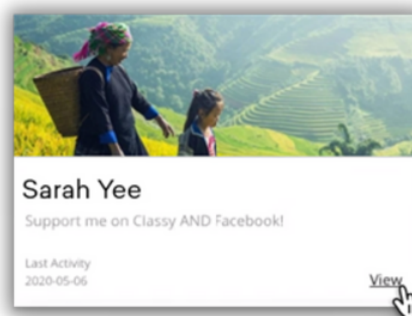 Sarah Yee
Support me on Classy AND Facebook!
Last Activity
2020-05-06
View